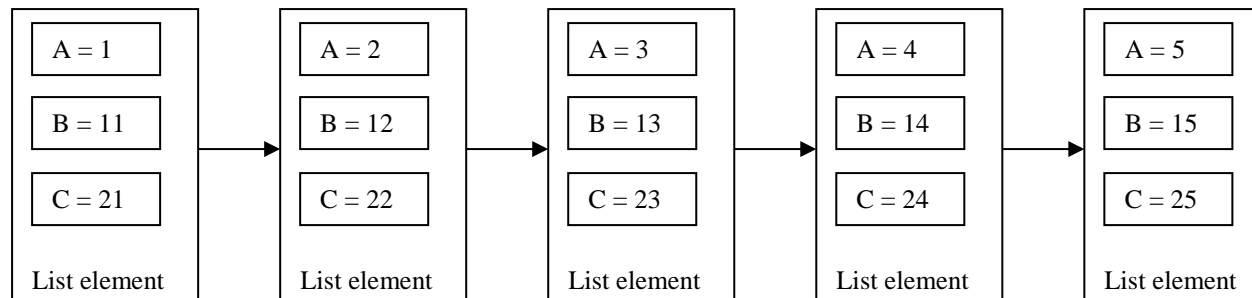 A = 1
B = 11
C = 21
List element
A = 2
B = 12
C = 22
List element
A = 3
B = 13
C = 23
List element
A = 4
B = 14
C = 24
List element
A = 5
B = 15
C = 25
List element